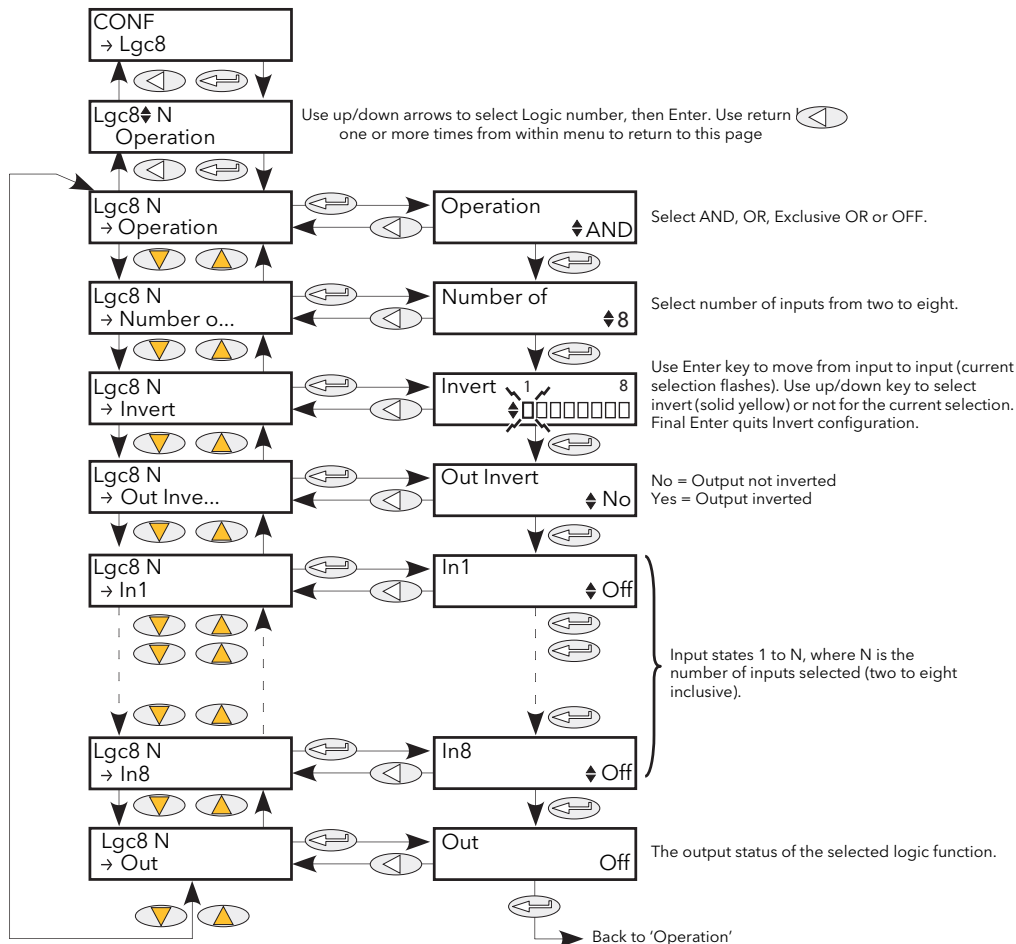 CONF
→ Lgc8
Lgc8 N
Operation
Use up/down arrows to select Logic number, then Enter. Use return
one or more times from within menu to return to this page
Lgc8 N
→ Operation
Operation
AND
Select AND, OR, Exclusive OR or OFF.
Lgc8 N
→ Number o...
Number of
8
Select number of inputs from two to eight.
Lgc8 N
→ Invert
Invert 1 8
Use Enter key to move from input to input (current
selection flashes). Use up/down key to select
invert (solid yellow) or not for the current selection.
Final Enter quits Invert configuration.
Lgc8 N
→ Out Inve...
Out Invert
No
No = Output not inverted
Yes = Output inverted
Lgc8 N
→ In1
In1
Off
Input states 1 to N, where N is the
number of inputs selected (two to eight
inclusive).
Lgc8 N
→ In8
In8
Off
Lgc8 N
→ Out
Out
Off
The output status of the selected logic function.
Back to ‘Operation’